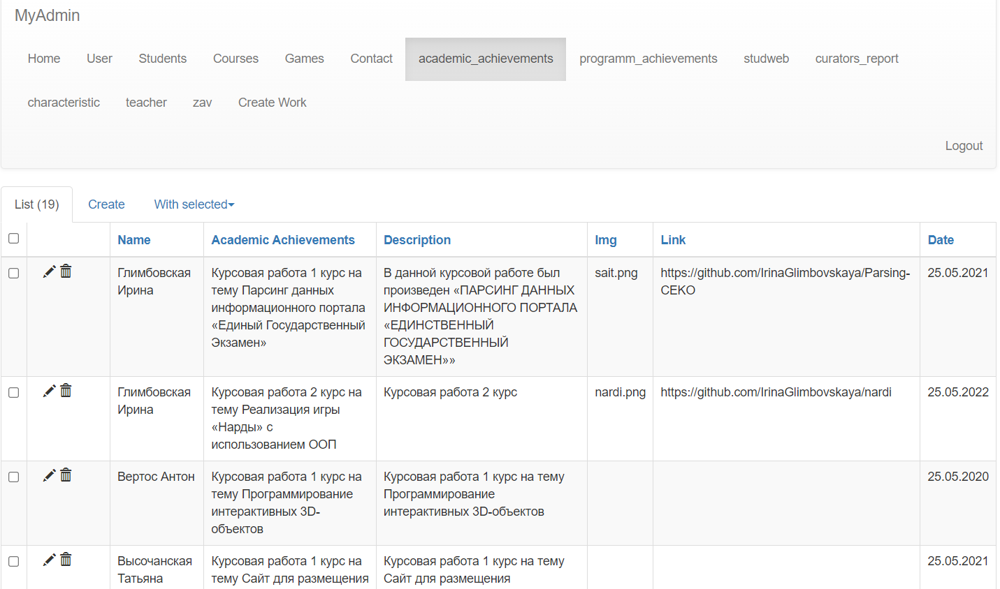 MyAdmin
Home User Students Courses Games Contact academic_achievements programm_achievements studweb curators_report
characteristic teacher zav Create Work
Logout
List (19) Create With selected
Name Academic Achievements Description Img Link Date
Глимбовская
Ирина
Курсовая работа 1 курс на
тему Парсинг данных
информационного портала
«Единый Государственный
Экзамен»
В данной курсовой работе был
произведен «ПАРСИНГ ДАННЫХ
ИНФОРМАЦИОННОГО ПОРТАЛА
«ЕДИНСТВЕННЫЙ
ГОСУДАРСТВЕННЫЙ
ЭКЗАМЕН»»
sait.png
https://github.com/IrinaGlimbovskaya/Parsing-
CEKO
25.05.2021
Глимбовская
Ирина
Курсовая работа 2 курс на
тему Реализация игры
«Нарды» с
использованием ООП
Курсовая работа 2 курс
nardi.png
https://github.com/IrinaGlimbovskaya/nardi
25.05.2022
Вертос Антон
Курсовая работа 1 курс на
тему Программирование
интерактивных 3D-
объектов
Курсовая работа 1 курс на тему
Программирование
интерактивных 3D-объектов
25.05.2020
Высочанская
Татьяна
Курсовая работа 1 курс на
тему Сайт для размещения
Курсовая работа 1 курс на тему
Сайт для размещения
25.05.2021